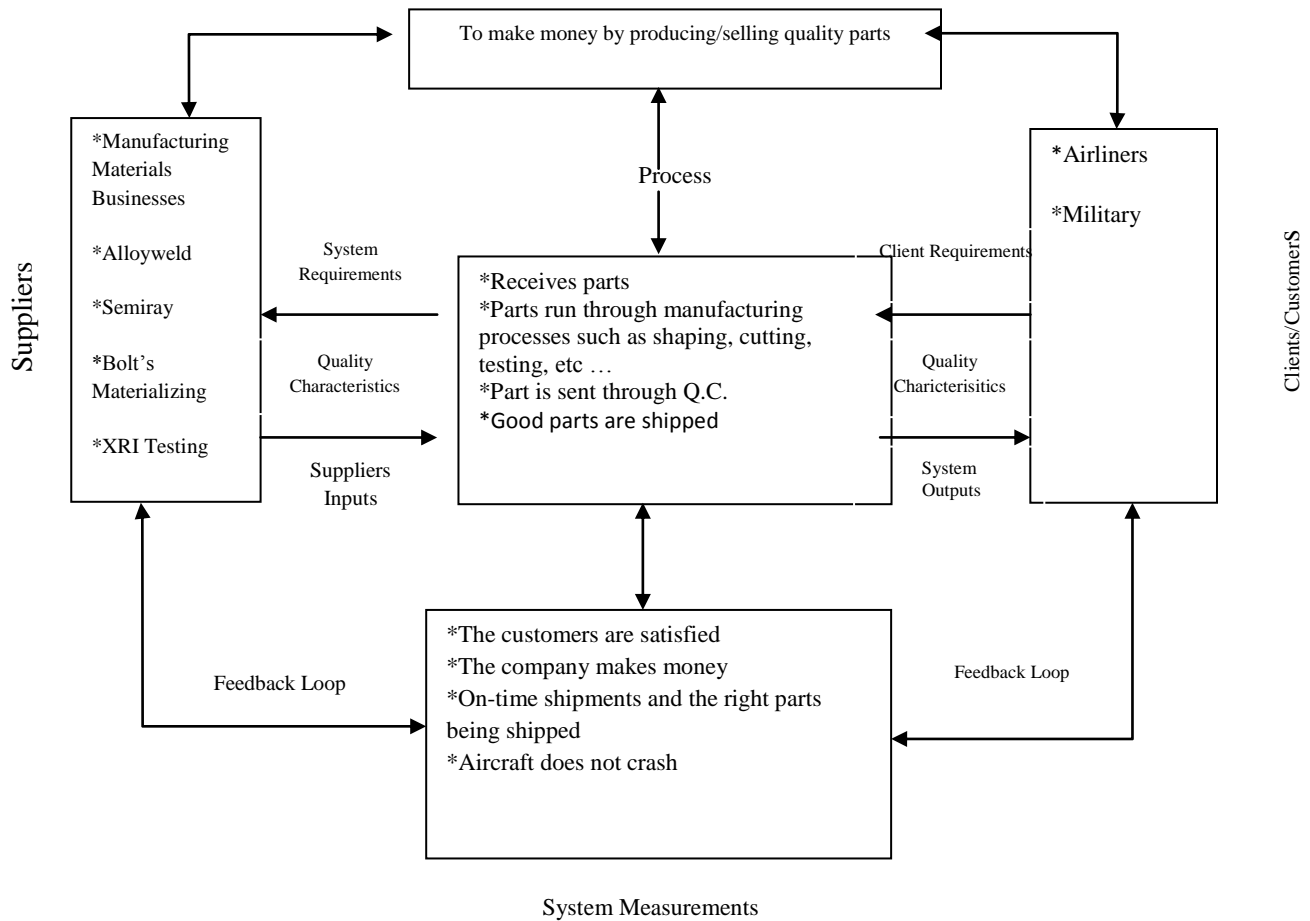 To make money by producing/selling quality parts
Suppliers
*Manufacturing
Materials
Businesses
*Alloyweld
*Semiray
*Bolt's
Materializing
*XRI Testing
System
Requirements
Quality
Characteristics
Suppliers
Inputs
Process
*Receives parts
*Parts run through manufacturing
processes such as shaping, cutting,
testing, etc …
*Part is sent through Q.C.
*Good parts are shipped
Client Requirements
Quality
Charicterisitics
System
Outputs
*Airliners
*Military
Clients/CustomerS
Feedback Loop
*The customers are satisfied
*The company makes money
*On-time shipments and the right parts
being shipped
*Aircraft does not crash
Feedback Loop
System Measurements